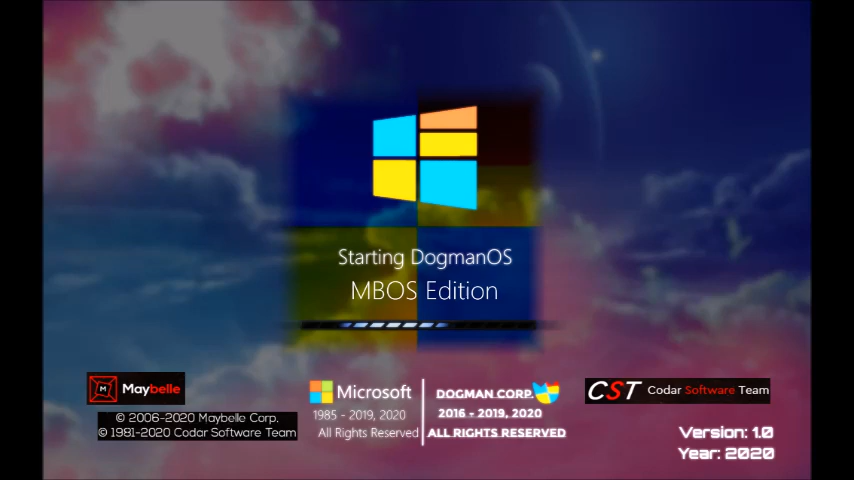 Starting DogmanOS
MBOS Edition
M Maybelle
© 2006-2020 Maybelle Corp.
© 1981-2020 Codar Software Team
Microsoft
1985 - 2019, 2020
All Rights Reserved
DOGMAN CORP.
2016 - 2019, 2020
ALL RIGHTS RESERVED
CST Codar Software Team
Version: 1.0
Year: 2020